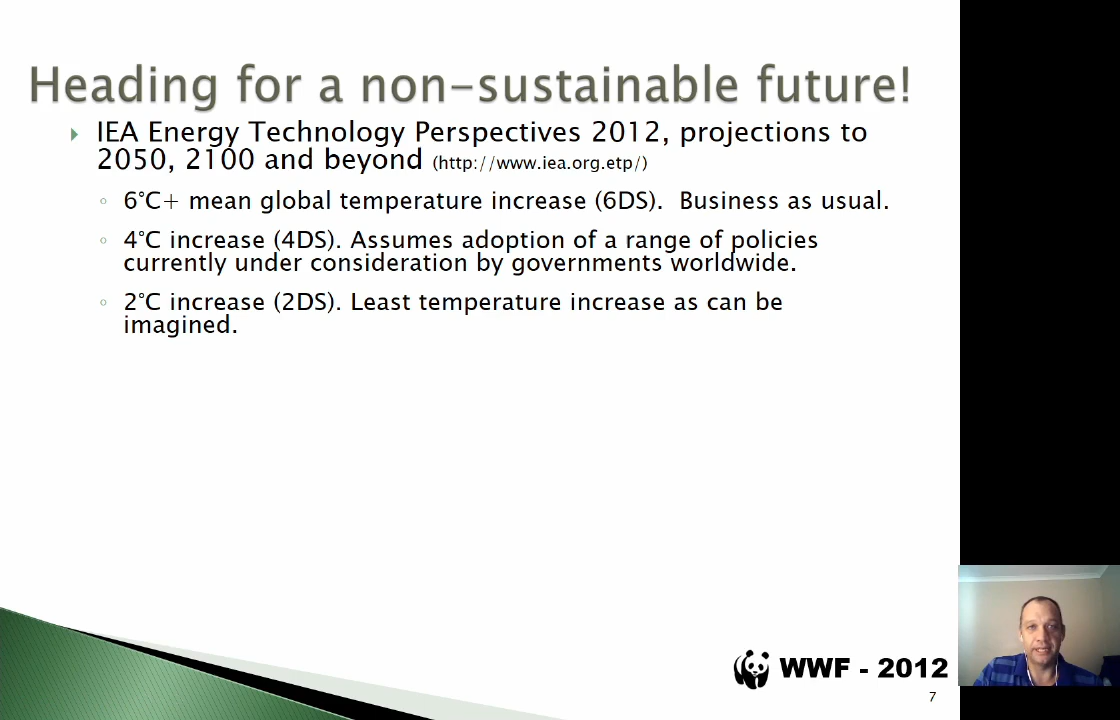 Heading for a non-sustainable future!
IEA Energy Technology Perspectives 2012, projections to
2050, 2100 and beyond (http://www.iea.org.etp/)
6°C+ mean global temperature increase (6DS). Business as usual.
4°C increase (4DS). Assumes adoption of a range of policies
currently under consideration by governments worldwide.
2°C increase (2DS). Least temperature increase as can be
imagined.
WWF - 2012
7